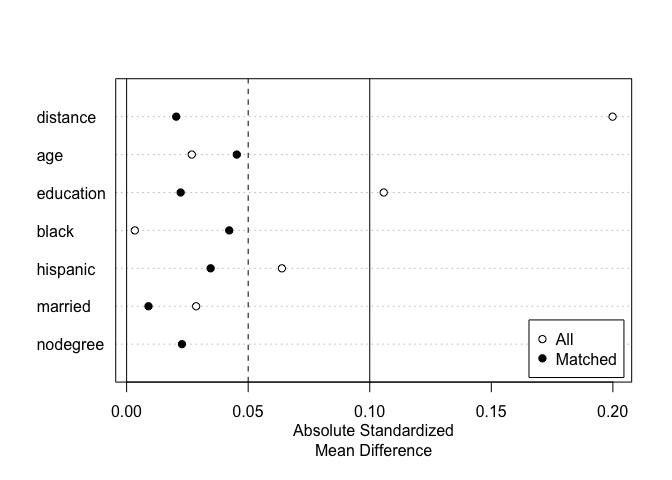 distance
age
education
black
hispanic
married
nodegree
All
Matched
0.00 0.05 0.10 0.15 0.20
Absolute Standardized
Mean Difference